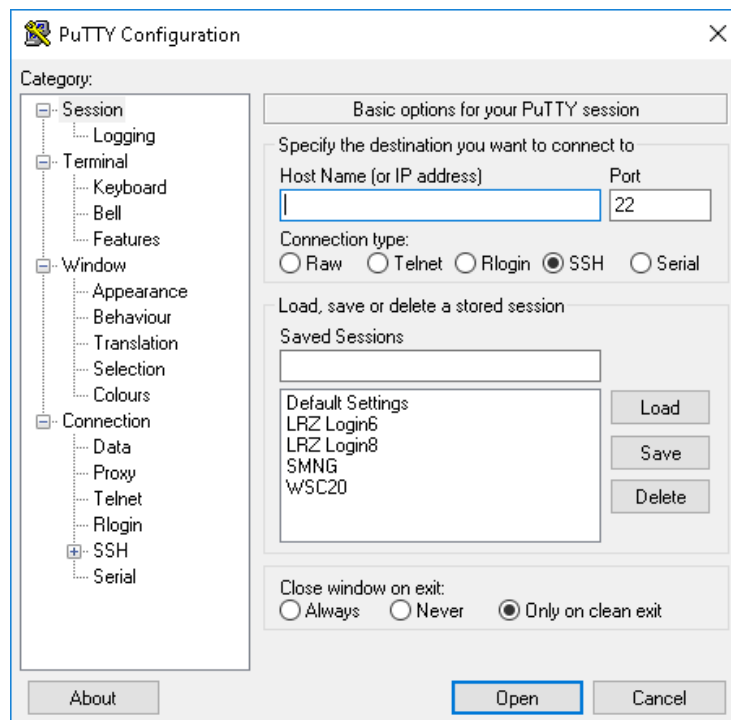 PuTTY Configuration
Category:
Session
Logging
Terminal
Keyboard
Bell
Features
Window
Appearance
Behaviour
Translation
Selection
Colours
Connection
Data
Proxy
Telnet
Rlogin
SSH
Serial
Basic options for your PuTTY session
Specify the destination you want to connect to
Host Name (or IP address) Port
22
Connection type:
Raw Telnet Rlogin SSH Serial
Load, save or delete a stored session
Saved Sessions
Default Settings
LRZ Login6
LRZ Login8
SMNG
WSC20
Load
Save
Delete
Close window on exit:
Always Never Only on clean exit
About Open Cancel